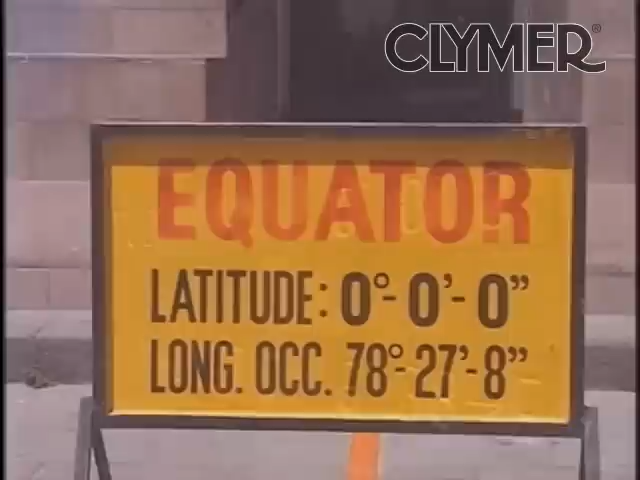 CLYMER®
EQUATOR
LATITUDE: 0°-0'-0"
LONG. OCC. 78°-27'-8"